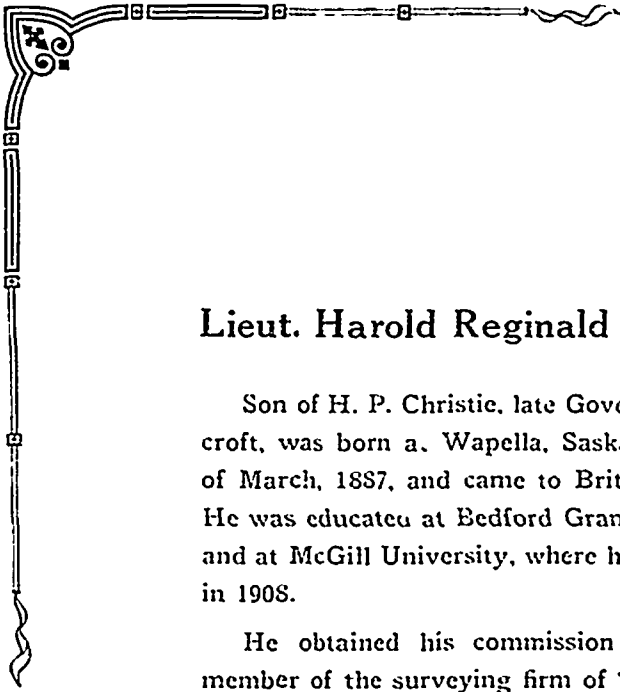 Lieut. Harold Reginald
Son of H. P. Christie, late Gove
croft, was born a. Wapella, Sask
of March, 1887, and came to Brit
He was educated at Bedford Gran
and at McGill University, where h
in 1908.
He obtained his commission
member of the surveying firm of